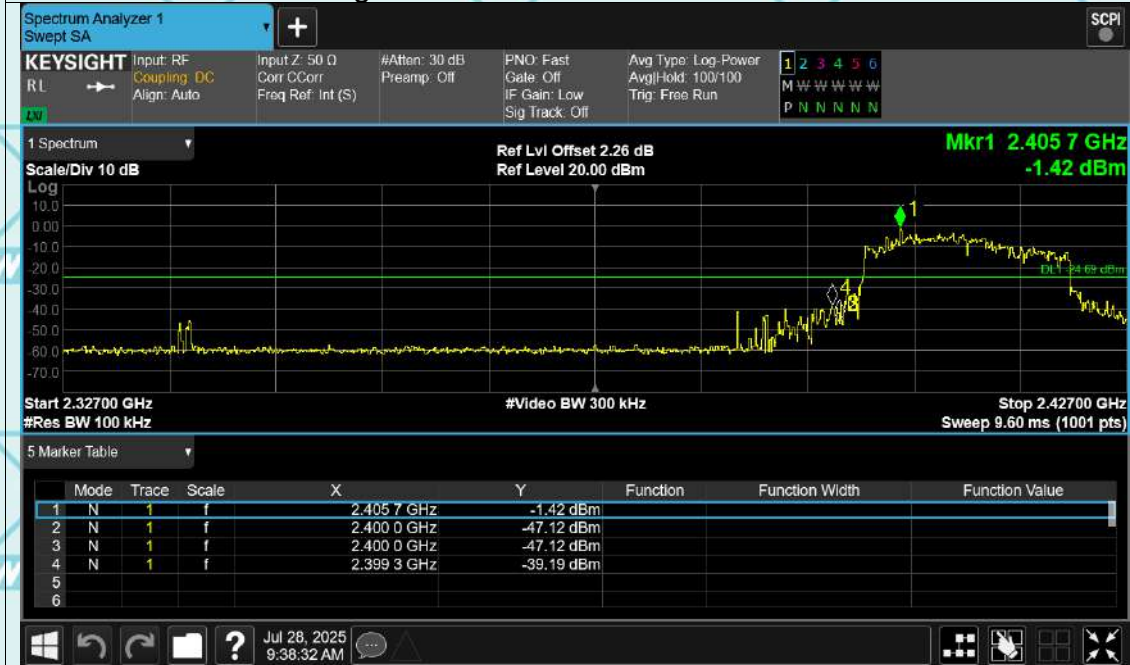 Spectrum Analyzer 1
Swept SA
+
SCPI
KEYSIGHT
RL
LXI
Input: RF
Coupling: DC
Align: Auto
Input Z: 50 Ω
Corr CCorr
Freq Ref: Int (S)
#Atten: 30 dB
Preamp: Off
PNO: Fast
Gate: Off
IF Gain: Low
Sig Track: Off
Avg Type: Log-Power
Avg|Hold: 100/100
Trig: Free Run
1 2 3 4 5 6
M W W W W W
P N N N N N
1 Spectrum
Scale/Div 10 dB
Ref Lvl Offset 2.26 dB
Ref Level 20.00 dBm
Mkr1 2.405 7 GHz
-1.42 dBm
Log
10.0
0.00
-10.0
-20.0
-30.0
-40.0
-50.0
-60.0
-70.0
1
DL1 -24.69 dBm
4
Start 2.32700 GHz
#Video BW 300 kHz
Stop 2.42700 GHz
#Res BW 100 kHz
Sweep 9.60 ms (1001 pts)
5 Marker Table
Mode Trace Scale X Y Function Function Width Function Value
1 N 1 f 2.405 7 GHz -1.42 dBm
2 N 1 f 2.400 0 GHz -47.12 dBm
3 N 1 f 2.400 0 GHz -47.12 dBm
4 N 1 f 2.399 3 GHz -39.19 dBm
5
6
?
Jul 28, 2025
9:38:32 AM